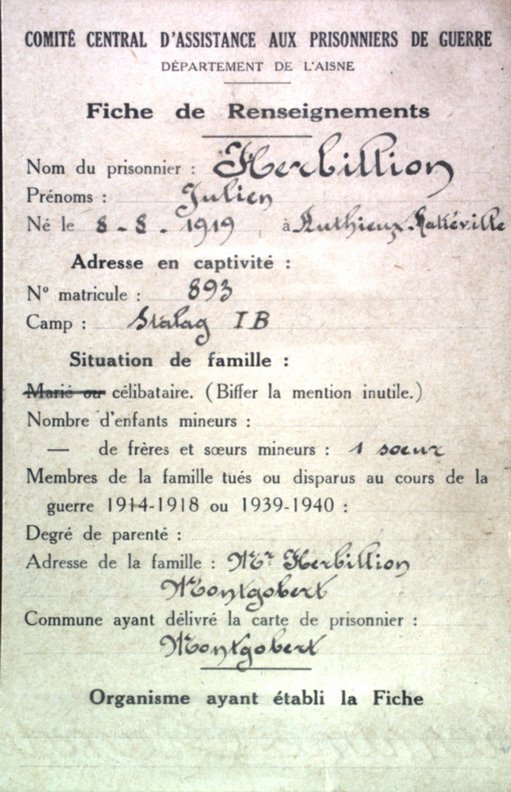 COMITÉ CENTRAL D'ASSISTANCE AUX PRISONNIERS DE GUERRE
DÉPARTEMENT DE L'AISNE
Fiche de Renseignements
Nom du prisonnier : Herbillion
Prénoms : Julien
Né le 8-8-1919 à
Adresse en captivité :
N° matricule : 893
Camp : Stalag IB
Situation de famille :
Marié ou célibataire. (Biffer la mention inutile.)
Nombre d'enfants mineurs :
— de frères et sœurs mineurs : 1 sœur
Membres de la famille tués ou disparus au cours de la
guerre 1914-1918 ou 1939-1940 :
Degré de parenté :
Adresse de la famille : Mr Herbillion
Montgobert
Commune ayant délivré la carte de prisonnier :
Montgobert
Organisme ayant établi la Fiche